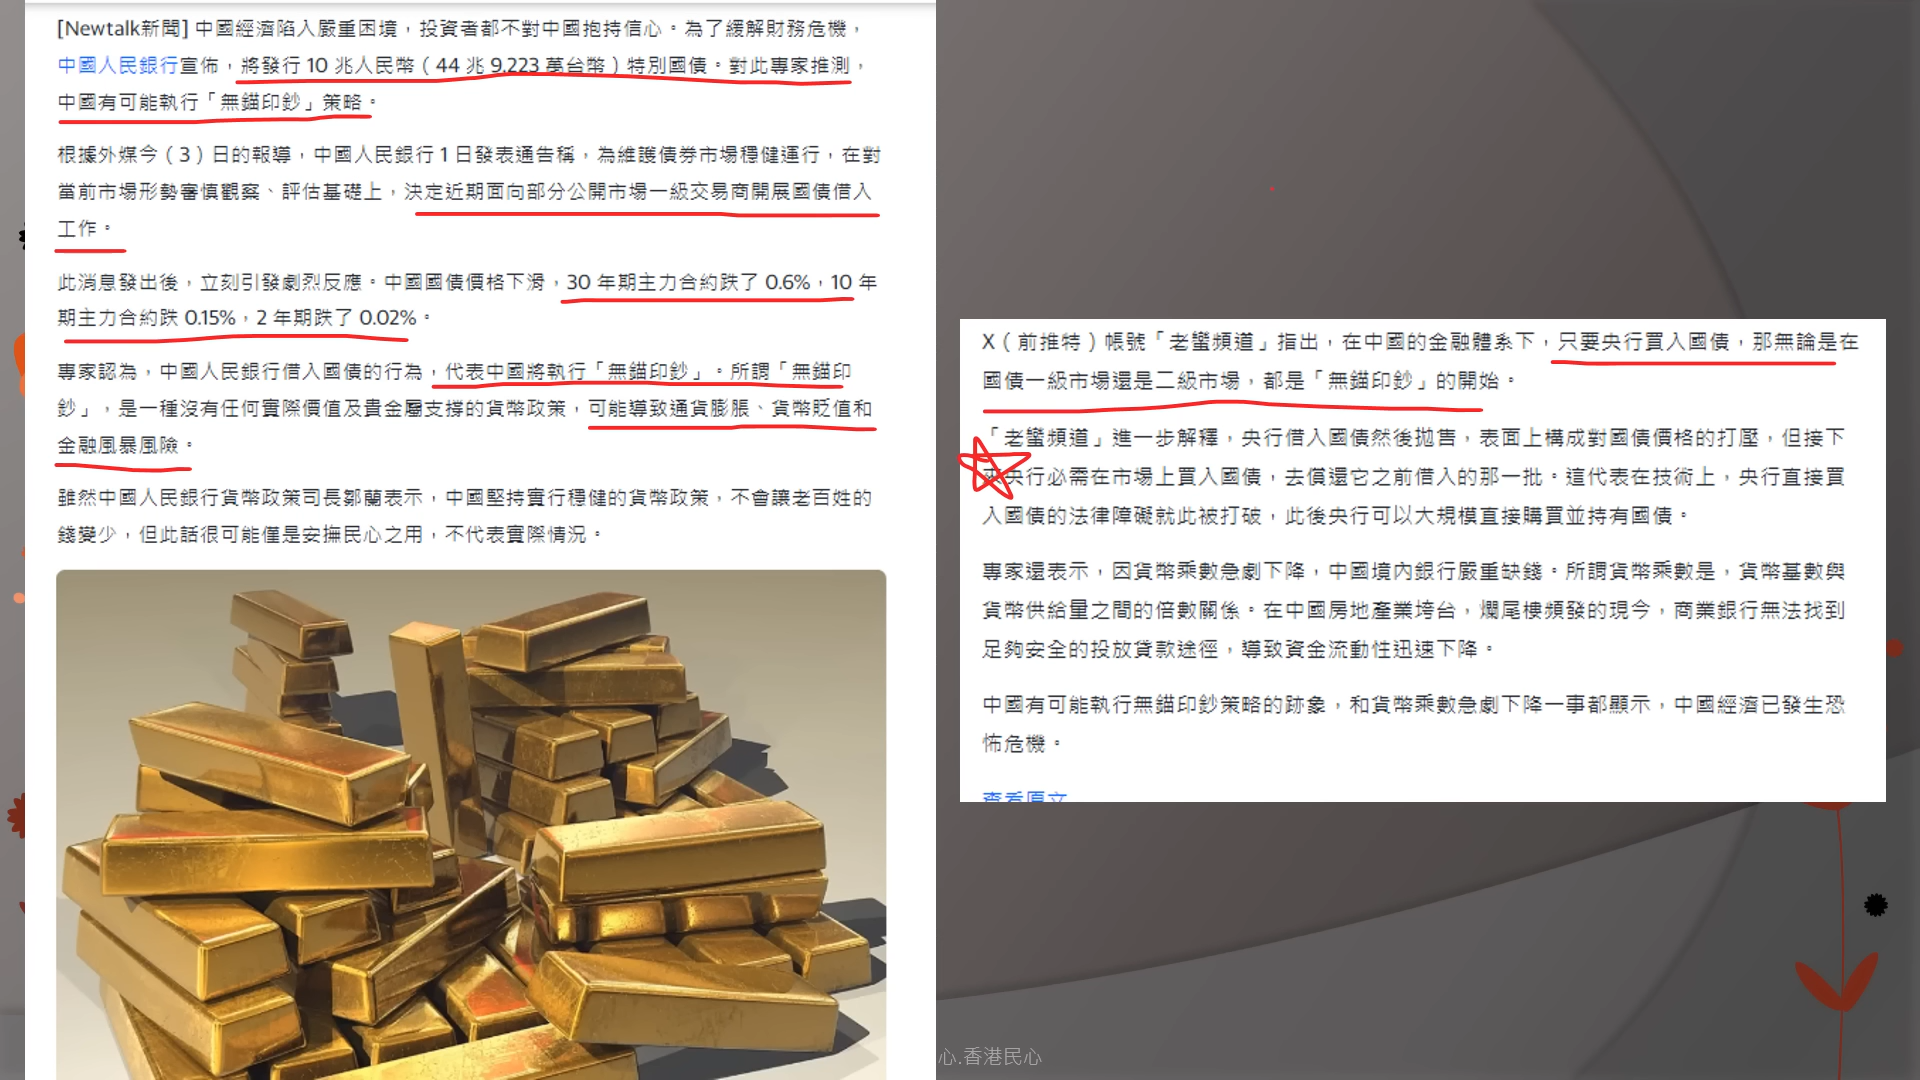 [Newtalk新聞] 中國經濟陷入嚴重困境，投資者都不對中國抱持信心。為了緩解財務危機，
中國人民銀行宣佈，將發行 10 兆人民幣（44 兆 9,223 萬台幣）特別國債。對此專家推測，
中國有可能執行「無錨印鈔」策略。
根據外媒今（3）日的報導，中國人民銀行 1 日發表通告稱，為維護債券市場穩健運行，在對
當前市場形勢審慎觀察、評估基礎上，決定近期面向部分公開市場一級交易商開展國債借入
工作。
此消息發出後，立刻引發劇烈反應。中國國債價格下滑，30 年期主力合約跌了 0.6%，10 年
期主力合約跌 0.15%，2 年期跌了 0.02%。
專家認為，中國人民銀行借入國債的行為，代表中國將執行「無錨印鈔」。所謂「無錨印
鈔」，是一種沒有任何實際價值及貴金屬支撐的貨幣政策，可能導致通貨膨脹、貨幣貶值和
金融風暴風險。
雖然中國人民銀行貨幣政策司長鄒蘭表示，中國堅持實行穩健的貨幣政策，不會讓老百姓的
錢變少，但此話很可能僅是安撫民心之用，不代表實際情況。
X（前推特）帳號「老蠻頻道」指出，在中國的金融體系下，只要央行買入國債，那無論是在
國債一級市場還是二級市場，都是「無錨印鈔」的開始。
「老蠻頻道」進一步解釋，央行借入國債然後拋售，表面上構成對國債價格的打壓，但接下
來央行必需在市場上買入國債，去償還它之前借入的那一批。這代表在技術上，央行直接買
入國債的法律障礙就此被打破，此後央行可以大規模直接購買並持有國債。
專家還表示，因貨幣乘數急劇下降，中國境內銀行嚴重缺錢。所謂貨幣乘數是，貨幣基數與
貨幣供給量之間的倍數關係。在中國房地產業垮台，爛尾樓頻發的現今，商業銀行無法找到
足夠安全的投放貸款途徑，導致資金流動性迅速下降。
中國有可能執行無錨印鈔策略的跡象，和貨幣乘數急劇下降一事都顯示，中國經濟已發生恐
怖危機。
查看原文
心.香港民心